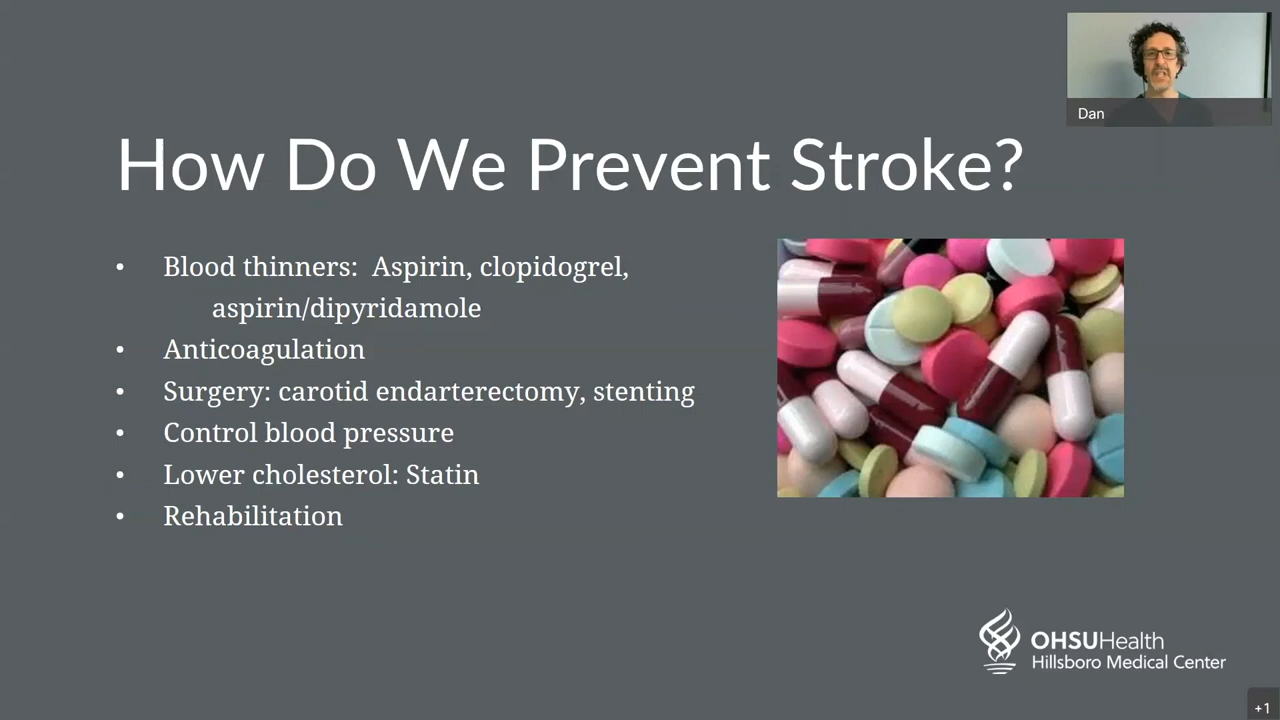 Dan
How Do We Prevent Stroke?
• Blood thinners: Aspirin, clopidogrel,
aspirin/dipyridamole
• Anticoagulation
• Surgery: carotid endarterectomy, stenting
• Control blood pressure
• Lower cholesterol: Statin
• Rehabilitation
OHSUHealth
Hillsboro Medical Center
+1